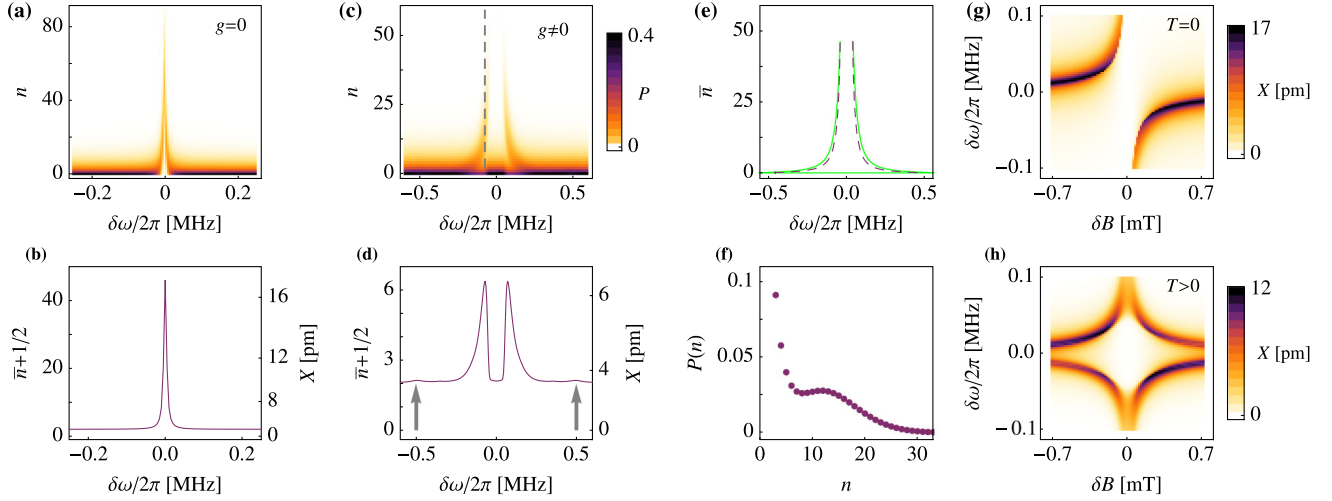 (a)
g=0
n
80
40
0
−0.2
0
0.2
δω/2π [MHz]
(c)
g≠0
n
50
25
0
−0.5
0.0
0.5
δω/2π [MHz]
0.4
P
0
(e)
n̅
50
25
0
−0.5
0.0
0.5
δω/2π [MHz]
(g)
T=0
δω/2π [MHz]
0.1
0.0
−0.1
−0.7
0
0.7
δB [mT]
17
X [pm]
0
(b)
n̅+1/2
40
20
0
16
12
8
0
X [pm]
−0.2
0.0
0.2
δω/2π [MHz]
(d)
n̅+1/2
6
4
2
0
6
4
0
X [pm]
−0.5
0.0
0.5
δω/2π [MHz]
(f)
P(n)
0.1
0.05
0
0
10
20
30
n
(h)
T>0
δω/2π [MHz]
0.1
0.0
−0.1
−0.7
0
0.7
δB [mT]
12
X [pm]
0